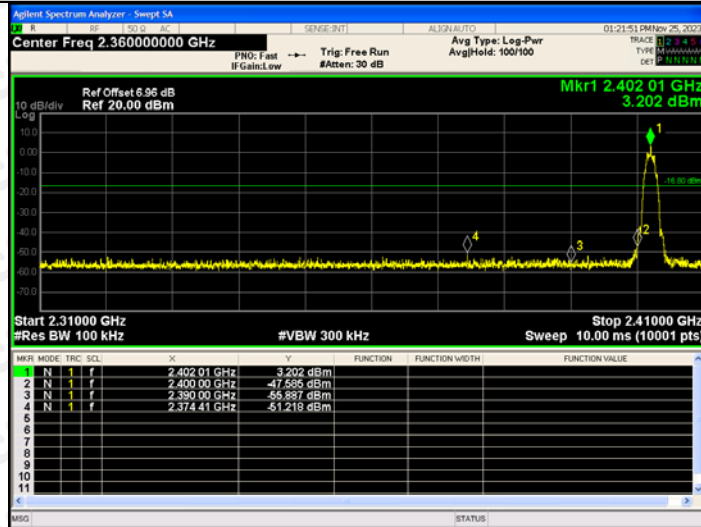 Agilent Spectrum Analyzer - Swept SA
R RF 50 Ω AC SENSE:INT ALIGN AUTO 01:21:51 PM Nov 25, 2023
Center Freq 2.360000000 GHz
PNO: Fast Trig: Free Run Avg Type: Log-Pwr TRACE 1 2 3 4 5
IFGain:Low #Atten: 30 dB Avg|Hold: 100/100 TYPE M
DET P N N N N
Mkr1 2.402 01 GHz
3.202 dBm
Ref Offset 6.96 dB
10 dB/div Ref 20.00 dBm
Log
10.0
0.00
-10.0
-20.0
-30.0
-40.0
-50.0
-60.0
-70.0
1
-16.80 dBm
2
4
3
Start 2.31000 GHz Stop 2.41000 GHz
#Res BW 100 kHz #VBW 300 kHz Sweep 10.00 ms (10001 pts)
MKR MODE TRC SCL X Y FUNCTION FUNCTION WIDTH FUNCTION VALUE
1 N 1 f 2.402 01 GHz 3.202 dBm
2 N 1 f 2.400 00 GHz -47.585 dBm
3 N 1 f 2.390 00 GHz -55.887 dBm
4 N 1 f 2.374 41 GHz -51.218 dBm
5
6
7
8
9
10
11
MSG STATUS